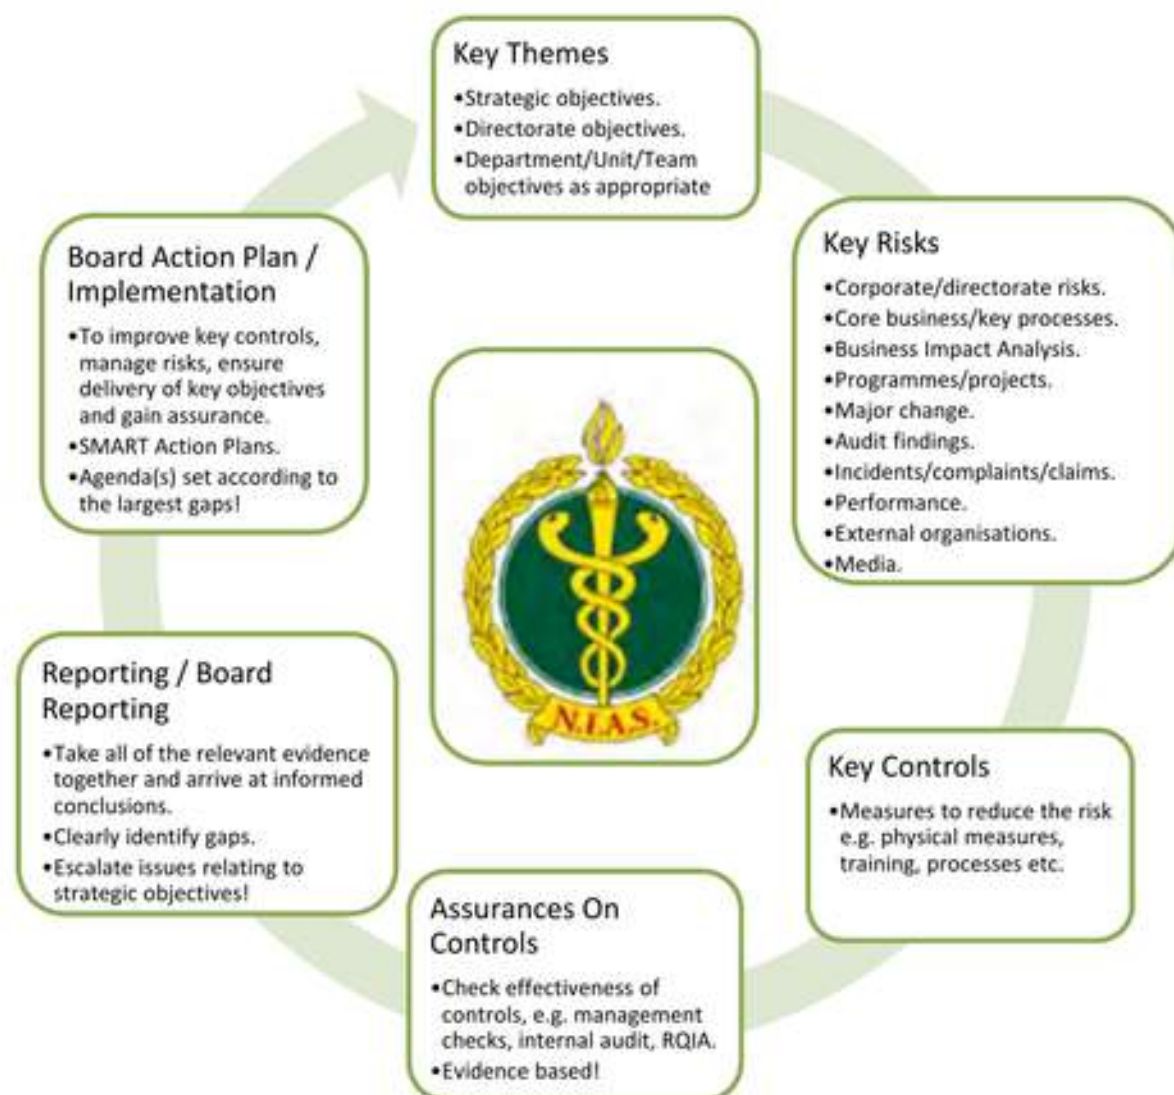 Key Themes
•Strategic objectives.
•Directorate objectives.
•Department/Unit/Team
objectives as appropriate
Key Risks
•Corporate/directorate risks.
•Core business/key processes.
•Business Impact Analysis.
•Programmes/projects.
•Major change.
•Audit findings.
•Incidents/complaints/claims.
•Performance.
•External organisations.
•Media.
Key Controls
•Measures to reduce the risk
e.g. physical measures,
training, processes etc.
Assurances On
Controls
•Check effectiveness of
controls, e.g. management
checks, internal audit, RQIA.
•Evidence based!
Reporting / Board
Reporting
•Take all of the relevant evidence
together and arrive at informed
conclusions.
•Clearly identify gaps.
•Escalate issues relating to
strategic objectives!
Board Action Plan /
Implementation
•To improve key controls,
manage risks, ensure
delivery of key objectives
and gain assurance.
•SMART Action Plans.
•Agenda(s) set according to
the largest gaps!
N.I.A.S.